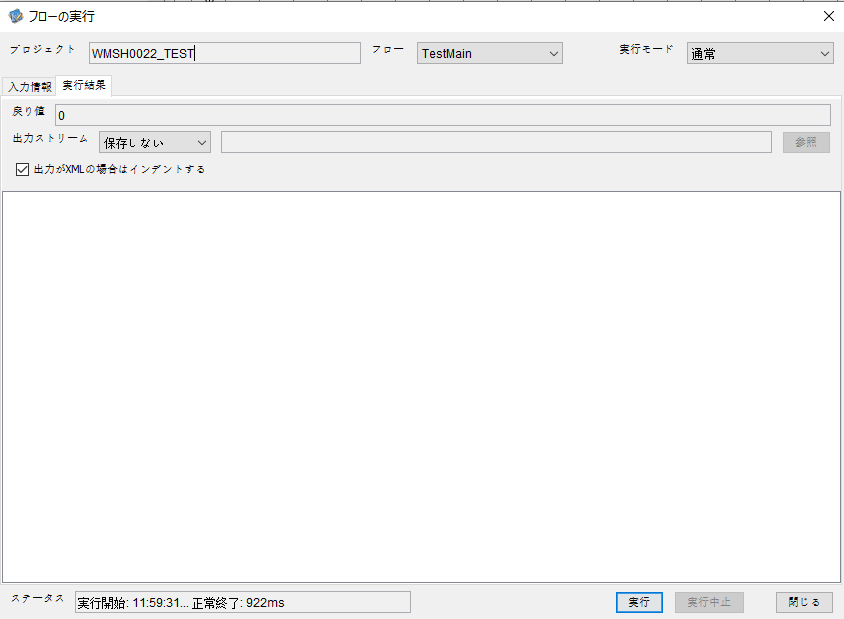 フローの実行
プロジェクト WMSH0022_TEST フロー TestMain 実行モード 通常
入力情報 実行結果
戻り値 0
出力ストリーム 保存しない 参照
出力がXMLの場合はインデントする
ステータス 実行開始: 11:59:31... 正常終了: 922ms 実行 実行中止 閉じる